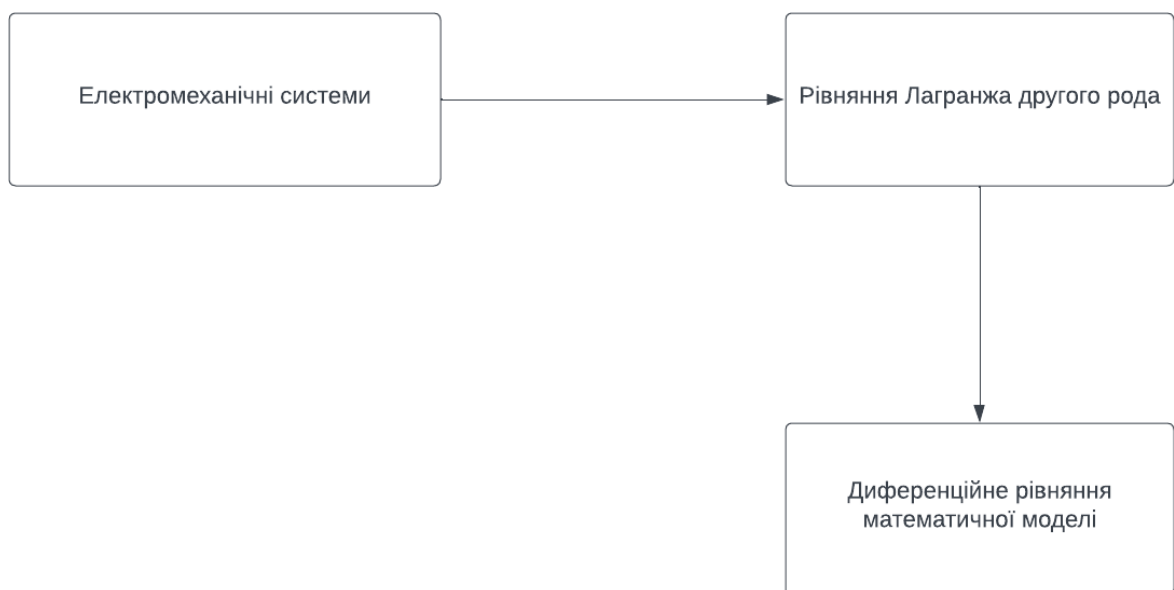 Електромеханічні системи
Рівняння Лагранжа другого рода
Диференційне рівняння
математичної моделі